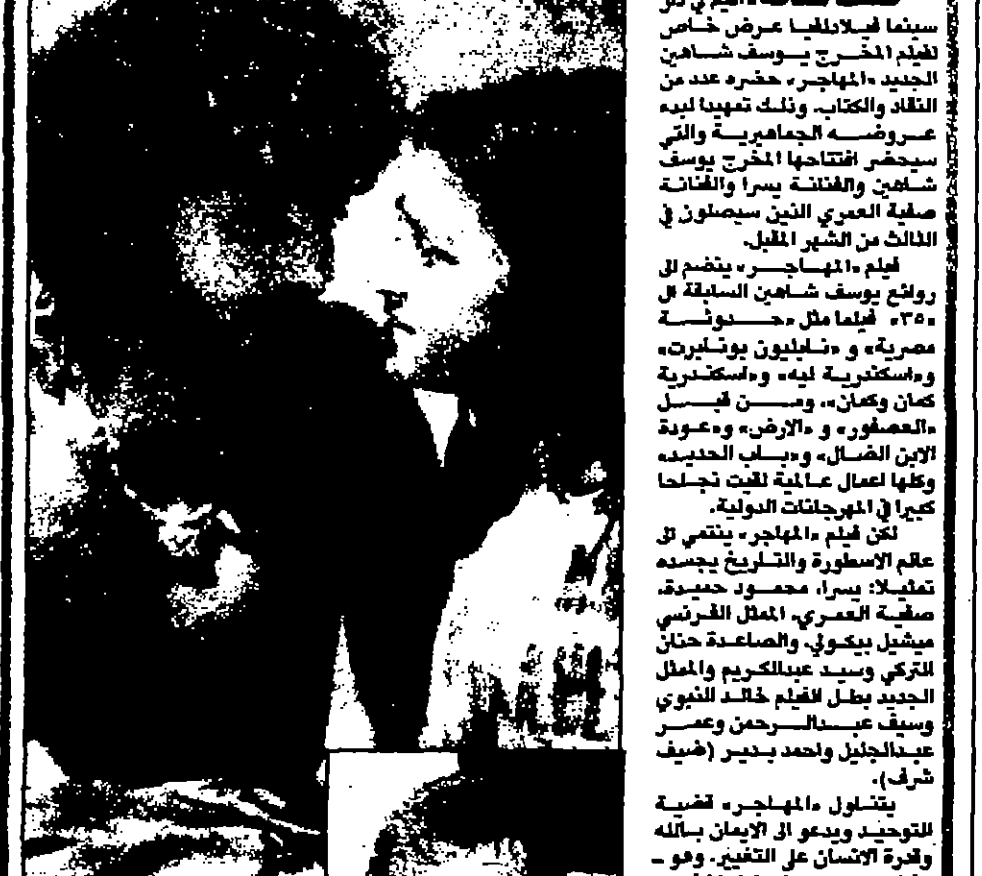 سينما فيلادلفيا عرض خاص
لفيلم المخرج يوسف شاهين
الجديد «المهاجر» حضره عدد من
النقاد والكتاب. وذلك تمهيدا لبدء
عروضه الجماهيرية والتي
سيحضر افتتاحها المخرج يوسف
شاهين والفنانة يسرا والفنانة
صفية العمري الذين سيصلون في
الثالث من الشهر المقبل.
فيلم «المهاجر» ينضم الى
روائع يوسف شاهين السابقة الـ
«٣٥» فيلما مثل «حدوتة
مصرية» و «نابليون بونابرت»
و«اسكندرية ليه» و«اسكندرية
كمان وكمان». ومن قبل
«العصفور» و «الارض» و«عودة
الابن الضال» و«باب الحديد»
وكلها اعمال عالمية لقيت نجاحا
كبيرا في المهرجانات الدولية.
لكن فيلم «المهاجر» ينتمي الى
عالم الاسطورة والتاريخ يجسده
تمثيلا: يسرا، محمود حميدة،
صفية العمري، الممثل الفرنسي
ميشيل بيكولي، والصاعدة حنان
التركي وسيد عبدالكريم والممثل
الجديد بطل الفيلم خالد النبوي
وسيف عبدالرحمن وعمر
عبدالجليل واحمد بدير (ضيف
شرف).
يتناول «المهاجر» قضية
التوحيد ويدعو الى الايمان بالله
وقدرة الانسان على التغيير. وهو -